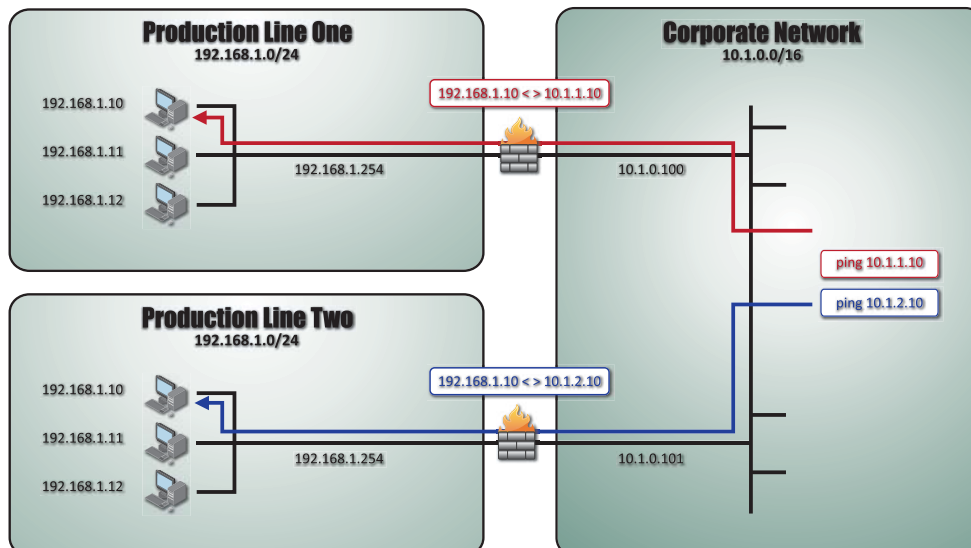 Production Line One
192.168.1.0/24
192.168.1.10
192.168.1.11
192.168.1.12
192.168.1.254
192.168.1.10 < > 10.1.1.10
Corporate Network
10.1.0.0/16
10.1.0.100
ping 10.1.1.10
ping 10.1.2.10
Production Line Two
192.168.1.0/24
192.168.1.10
192.168.1.11
192.168.1.12
192.168.1.254
192.168.1.10 < > 10.1.2.10
10.1.0.101